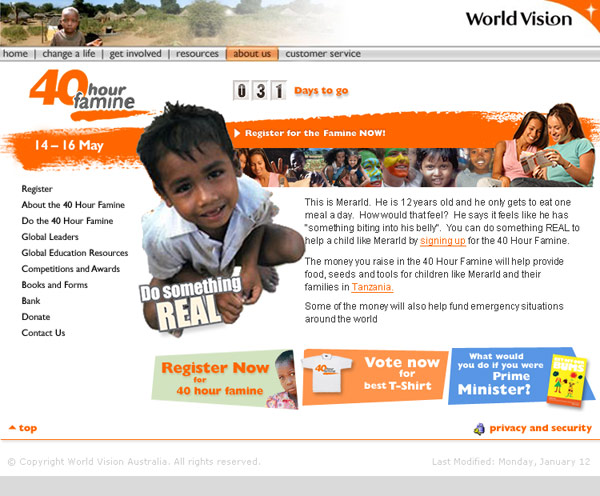 World Vision
home | change a life | get involved | resources | about us | customer service
40 hour
famine
031 Days to go
14 – 16 May
Register for the Famine NOW!
Register
About the 40 Hour Famine
Do the 40 Hour Famine
Global Leaders
Global Education Resources
Competitions and Awards
Books and Forms
Bank
Donate
Contact Us
Do something
REAL
This is Merarld. He is 12 years old and he only gets to eat one
meal a day. How would that feel? He says it feels like he has
"something biting into his belly". You can do something REAL to
help a child like Merarld by signing up for the 40 Hour Famine.
The money you raise in the 40 Hour Famine will help provide
food, seeds and tools for children like Merarld and their
families in Tanzania.
Some of the money will also help fund emergency situations
around the world
Register Now
for
40 hour famine
40 hour
famine
Vote now
for
best T-Shirt
What would
you do if you were
Prime
Minister?
top
privacy and security
© Copyright World Vision Australia. All rights reserved.
Last Modified: Monday, January 12